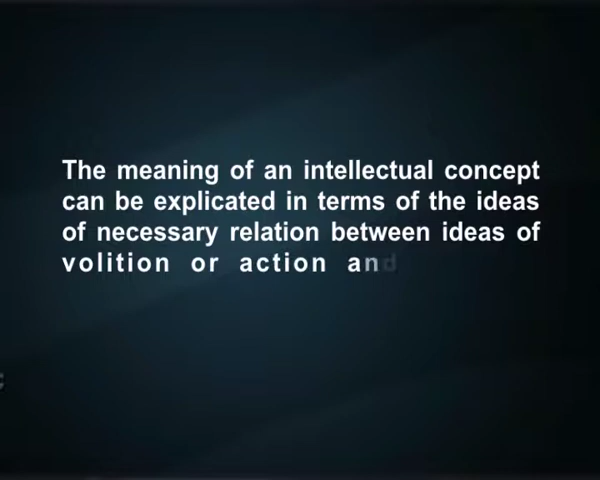 The meaning of an intellectual concept
can be explicated in terms of the ideas
of necessary relation between ideas of
volition or action and